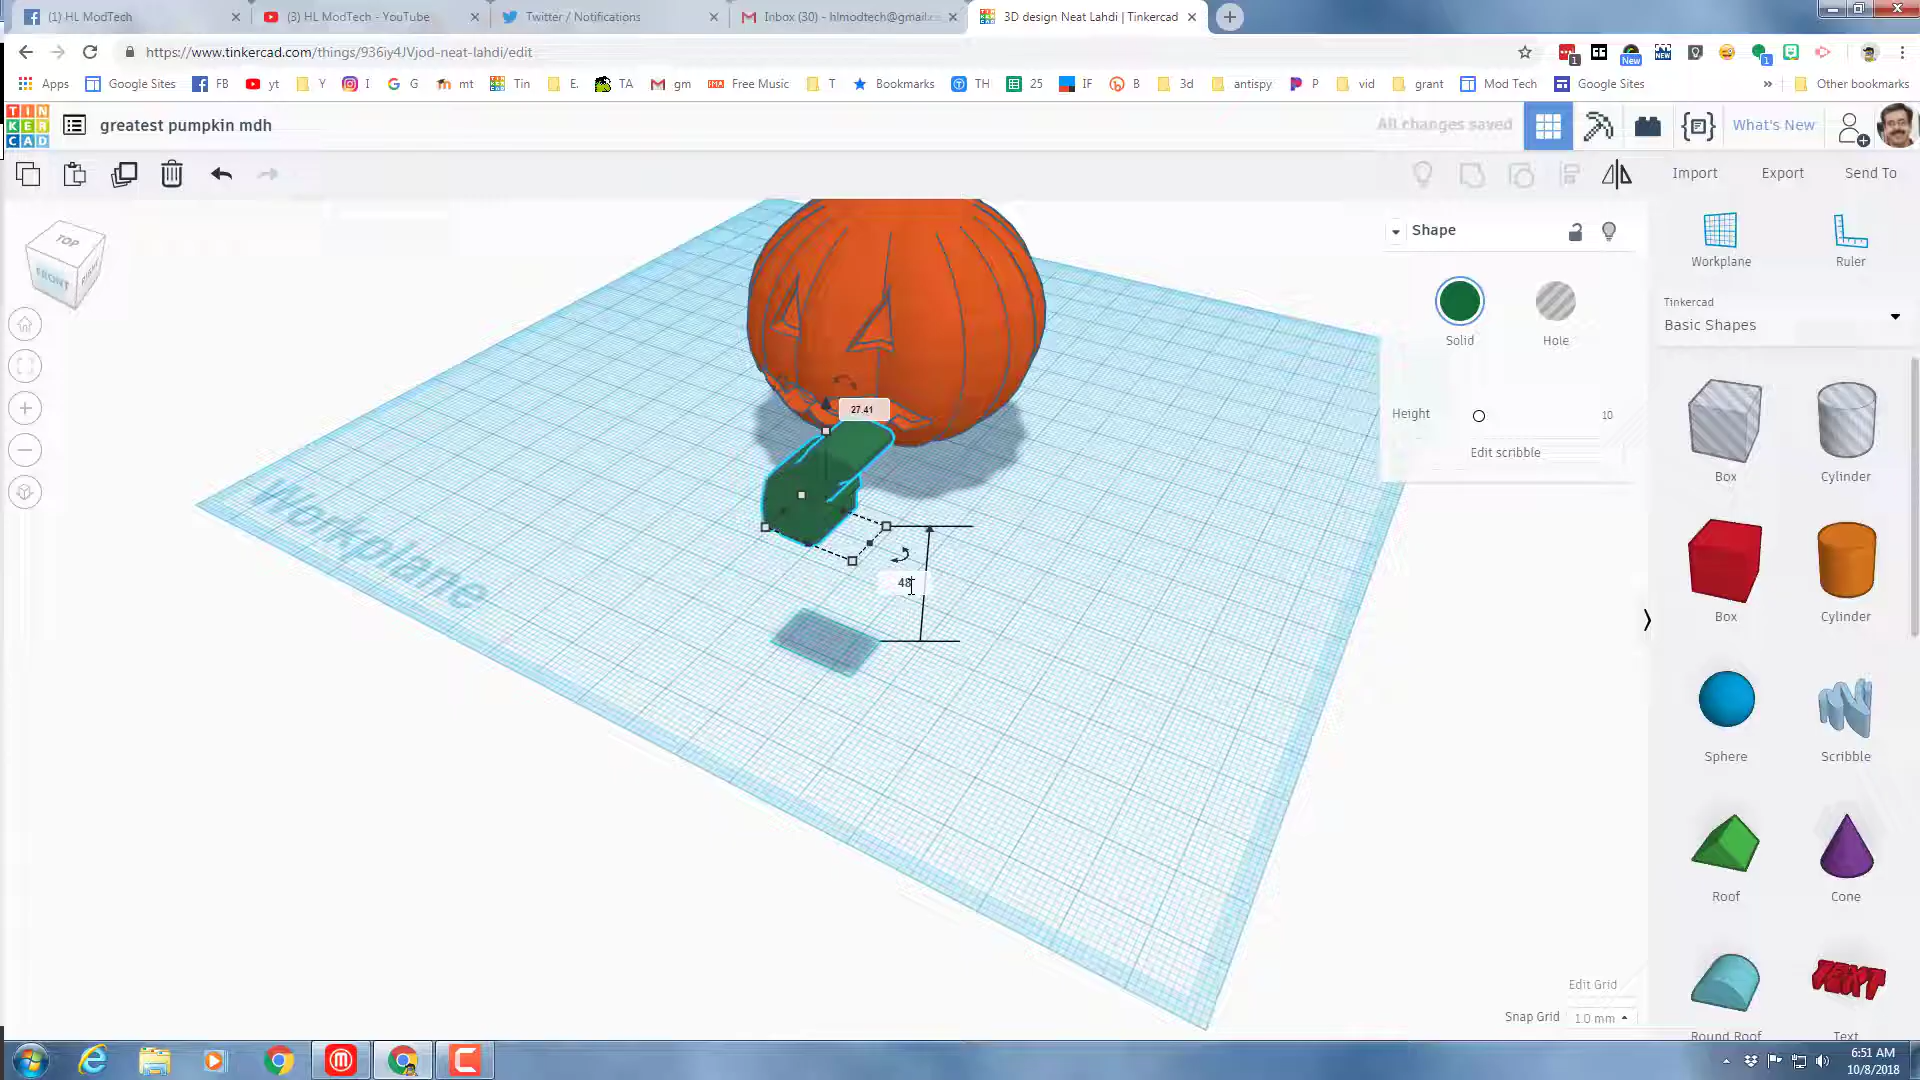 (1) HL ModTech
(3) HL ModTech - YouTube
Twitter / Notifications
Inbox (30) - hlmodtech@gmail.c
3D design Neat Lahdi | Tinkercad
https://www.tinkercad.com/things/936iy4JVjod-neat-lahdi/edit
1
New
1
Apps
Google Sites
FB
yt
Y
I
G
mt
Tin
E.
TA
gm
Free Music
T
Bookmarks
TH
25
IF
B
3d
antispy
P
vid
grant
Mod Tech
Google Sites
»
Other bookmarks
TIN
KER
CAD
greatest pumpkin mdh
All changes saved
What's New
Import
Export
Send To
TOP
FRONT
RIGHT
Shape
Solid
Hole
Height
10
Edit scribble
Workplane
Ruler
Tinkercad
Basic Shapes
Box
Cylinder
Box
Cylinder
Sphere
Scribble
Roof
Cone
Round Roof
Text
TEXT
27.41
48
Workplane
Edit Grid
Snap Grid
1.0 mm
6:51 AM
10/8/2018